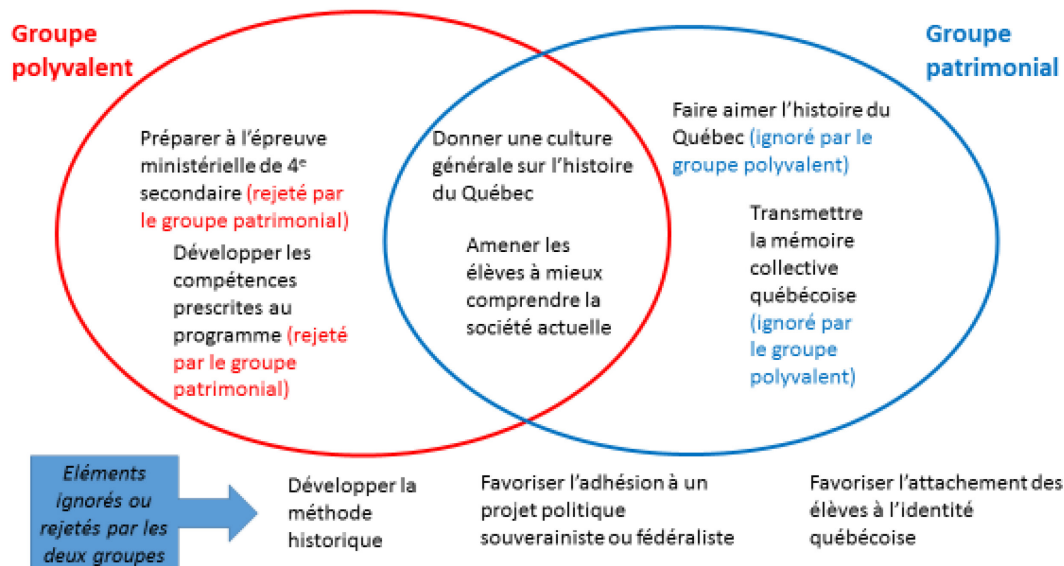 Groupe
polyvalent
Groupe
patrimonial
Préparer à l'épreuve
ministérielle de 4e
secondaire (rejeté par
le groupe patrimonial)
Développer les
compétences
prescrites au
programme (rejeté
par le groupe
patrimonial)
Donner une culture
générale sur l'histoire
du Québec
Amener les
élèves à mieux
comprendre la
société actuelle
Faire aimer l'histoire du
Québec (ignoré par le
groupe polyvalent)
Transmettre
la mémoire
collective
québécoise
(ignoré par
le groupe
polyvalent)
Eléments
ignorés ou
rejetés par les
deux groupes
Développer la
méthode
historique
Favoriser l'adhésion à un
projet politique
souverainiste ou fédéraliste
Favoriser l'attachement des
élèves à l'identité
québécoise